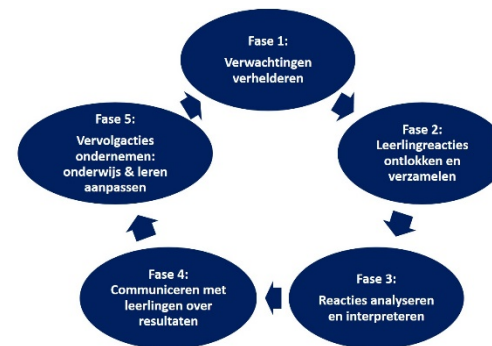 Fase 1:
Verwachtingen
verhelderen
Fase 2:
Leerlingreacties
ontlokken en
verzamelen
Fase 3:
Reacties analyseren
en interpreteren
Fase 4:
Communiceren met
leerlingen over
resultaten
Fase 5:
Vervolgacties
ondernemen:
onderwijs & leren
aanpassen